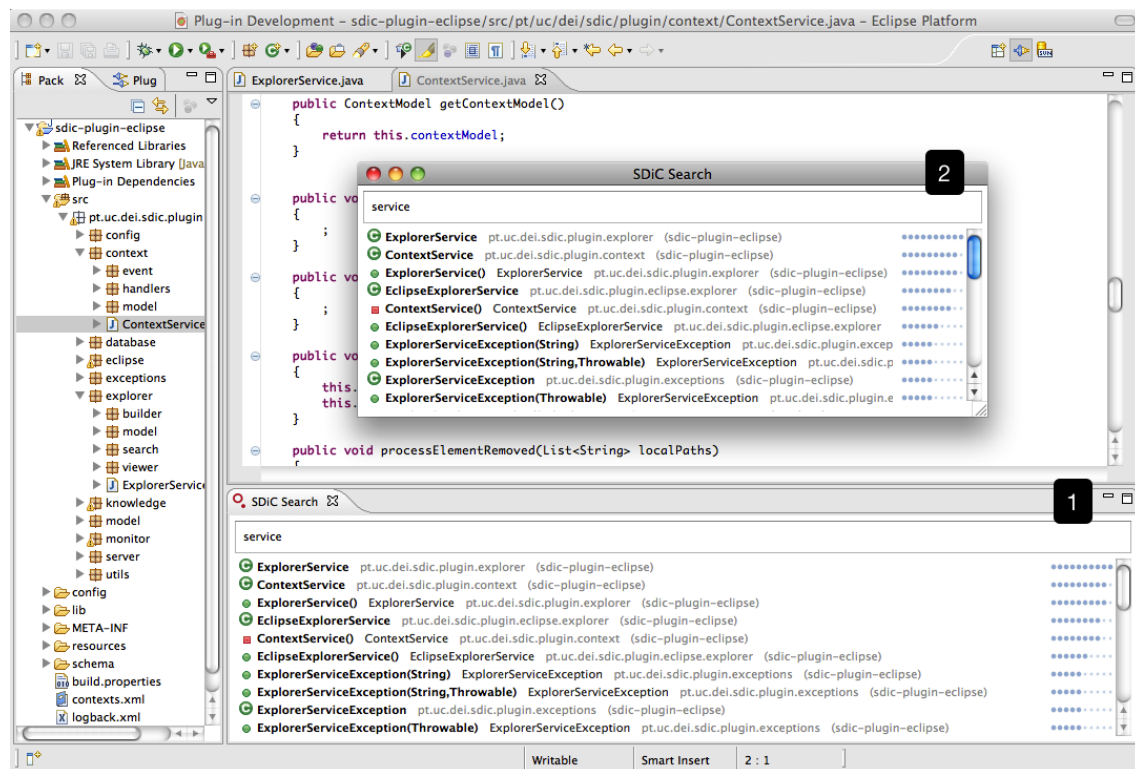 Plug-in Development – sdic-plugin-eclipse/src/pt/uc/dei/sdic/plugin/context/ContextService.java – Eclipse Platform
Pack
Plug
sdic-plugin-eclipse
Referenced Libraries
JRE System Library [Java
Plug-in Dependencies
src
pt.uc.dei.sdic.plugin
config
context
event
handlers
model
ContextService
database
eclipse
exceptions
explorer
builder
model
search
viewer
ExplorerService
knowledge
model
monitor
server
utils
config
lib
META-INF
resources
schema
build.properties
contexts.xml
logback.xml
ExplorerService.java
ContextService.java
public ContextModel getContextModel()
{
return this.contextModel;
}
public vo
{
;
}
public vo
{
;
}
public vo
{
this.
this.
}
public void processElementRemoved(List<String> localPaths)
{
SDiC Search
2
service
ExplorerService pt.uc.dei.sdic.plugin.explorer (sdic-plugin-eclipse)
ContextService pt.uc.dei.sdic.plugin.context (sdic-plugin-eclipse)
ExplorerService() ExplorerService pt.uc.dei.sdic.plugin.explorer (sdic-plugin-eclipse)
EclipseExplorerService pt.uc.dei.sdic.plugin.eclipse.explorer (sdic-plugin-eclipse)
ContextService() ContextService pt.uc.dei.sdic.plugin.context (sdic-plugin-eclipse)
EclipseExplorerService() EclipseExplorerService pt.uc.dei.sdic.plugin.eclipse.explorer
ExplorerServiceException(String) ExplorerServiceException pt.uc.dei.sdic.plugin.excep
ExplorerServiceException(String,Throwable) ExplorerServiceException pt.uc.dei.sdic.p
ExplorerServiceException pt.uc.dei.sdic.plugin.exceptions (sdic-plugin-eclipse)
ExplorerServiceException(Throwable) ExplorerServiceException pt.uc.dei.sdic.plugin.e
SDiC Search
1
service
ExplorerService pt.uc.dei.sdic.plugin.explorer (sdic-plugin-eclipse)
ContextService pt.uc.dei.sdic.plugin.context (sdic-plugin-eclipse)
ExplorerService() ExplorerService pt.uc.dei.sdic.plugin.explorer (sdic-plugin-eclipse)
EclipseExplorerService pt.uc.dei.sdic.plugin.eclipse.explorer (sdic-plugin-eclipse)
ContextService() ContextService pt.uc.dei.sdic.plugin.context (sdic-plugin-eclipse)
EclipseExplorerService() EclipseExplorerService pt.uc.dei.sdic.plugin.eclipse.explorer (sdic-plugin-eclipse)
ExplorerServiceException(String) ExplorerServiceException pt.uc.dei.sdic.plugin.exceptions (sdic-plugin-eclipse)
ExplorerServiceException(String,Throwable) ExplorerServiceException pt.uc.dei.sdic.plugin.exceptions (sdic-plugin-eclipse)
ExplorerServiceException pt.uc.dei.sdic.plugin.exceptions (sdic-plugin-eclipse)
ExplorerServiceException(Throwable) ExplorerServiceException pt.uc.dei.sdic.plugin.exceptions (sdic-plugin-eclipse)
Writable
Smart Insert
2 : 1